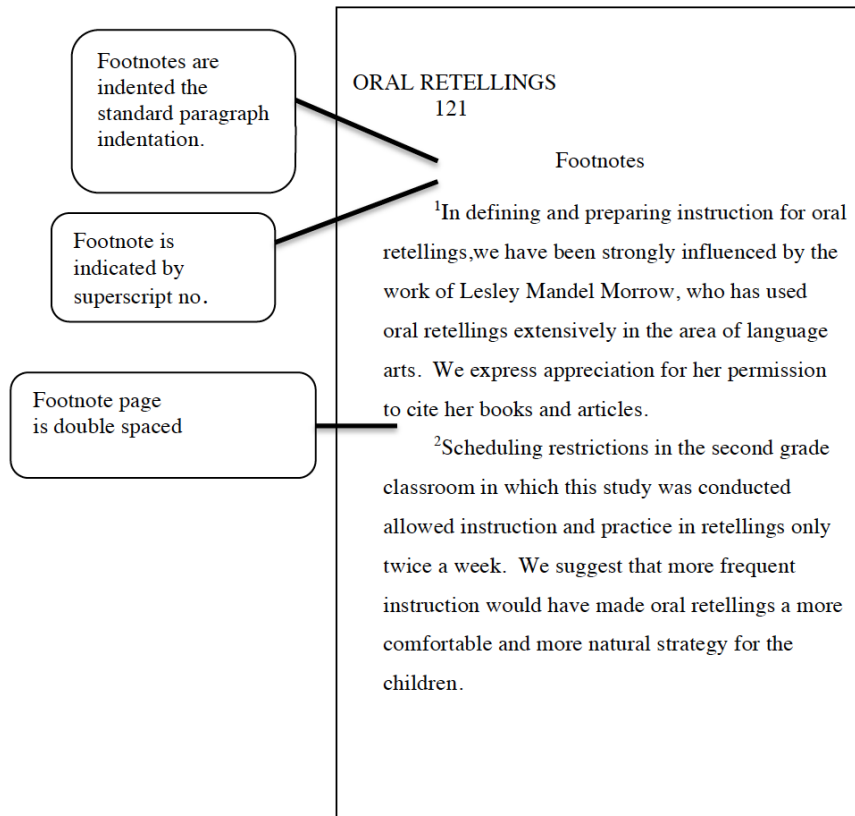 Footnotes are
indented the
standard paragraph
indentation.
Footnote is
indicated by
superscript no.
Footnote page
is double spaced
ORAL RETELLINGS
121
Footnotes
¹In defining and preparing instruction for oral
retellings,we have been strongly influenced by the
work of Lesley Mandel Morrow, who has used
oral retellings extensively in the area of language
arts.  We express appreciation for her permission
to cite her books and articles.
²Scheduling restrictions in the second grade
classroom in which this study was conducted
allowed instruction and practice in retellings only
twice a week.  We suggest that more frequent
instruction would have made oral retellings a more
comfortable and more natural strategy for the
children.